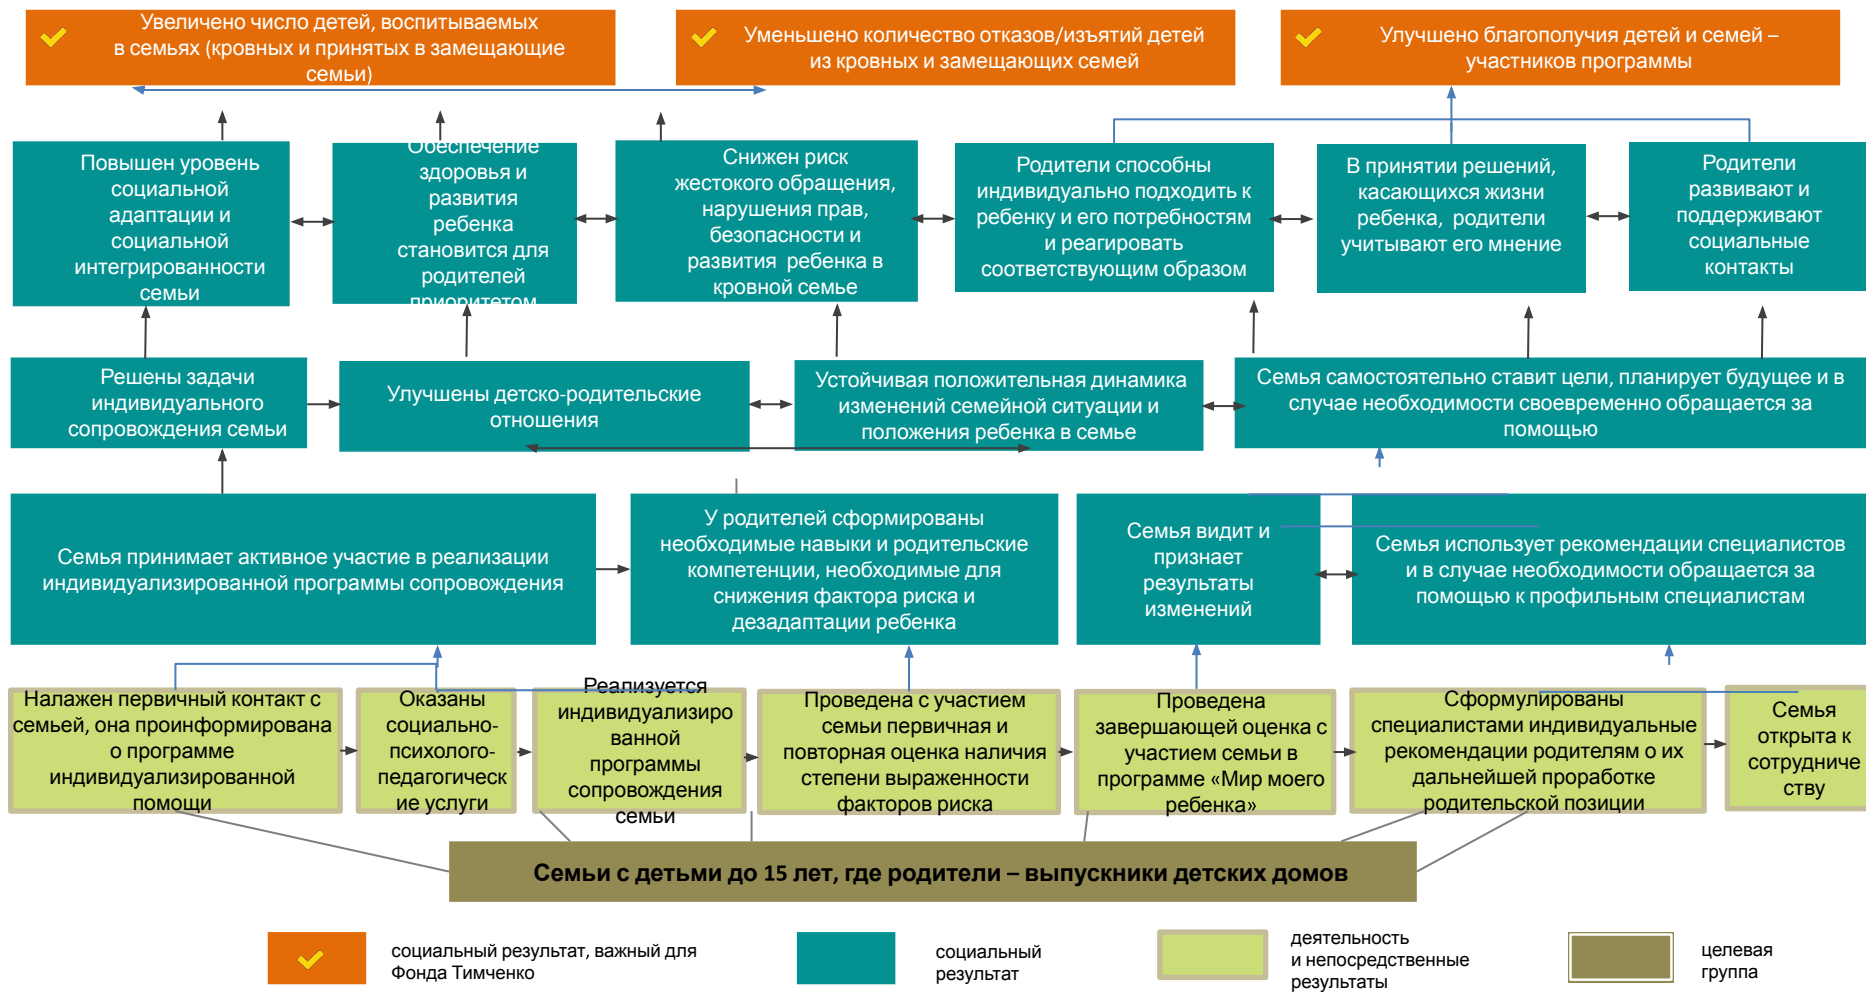 Увеличено число детей, воспитываемых
в семьях (кровных и принятых в замещающие
семьи)
Уменьшено количество отказов/изъятий детей
из кровных и замещающих семей
Улучшено благополучия детей и семей –
участников программы
Повышен уровень
социальной
адаптации и
социальной
интегрированности
семьи
Обеспечение
здоровья и
развития
ребенка
становится для
родителей
приоритетом
Снижен риск
жестокого обращения,
нарушения прав,
безопасности и
развития ребенка в
кровной семье
Родители способны
индивидуально подходить к
ребенку и его потребностям
и реагировать
соответствующим образом
В принятии решений,
касающихся жизни
ребенка, родители
учитывают его мнение
Родители
развивают и
поддерживают
социальные
контакты
Решены задачи
индивидуального
сопровождения семьи
Улучшены детско-родительские
отношения
Устойчивая положительная динамика
изменений семейной ситуации и
положения ребенка в семье
Семья самостоятельно ставит цели, планирует будущее и в
случае необходимости своевременно обращается за
помощью
Семья принимает активное участие в реализации
индивидуализированной программы сопровождения
У родителей сформированы
необходимые навыки и родительские
компетенции, необходимые для
снижения фактора риска и
дезадаптации ребенка
Семья видит и
признает
результаты
изменений
Семья использует рекомендации специалистов
и в случае необходимости обращается за
помощью к профильным специалистам
Налажен первичный контакт с
семьей, она проинформирована
о программе
индивидуализированной
помощи
Оказаны
социально-
психолого-
педагогическ
ие услуги
Реализуется
индивидуализиро
ванной
программы
сопровождения
семьи
Проведена с участием
семьи первичная и
повторная оценка наличия
степени выраженности
факторов риска
Проведена
завершающей оценка с
участием семьи в
программе «Мир моего
ребенка»
Сформулированы
специалистами индивидуальные
рекомендации родителям о их
дальнейшей проработке
родительской позиции
Семья
открыта к
сотрудниче
ству
Семьи с детьми до 15 лет, где родители – выпускники детских домов
социальный результат, важный для
Фонда Тимченко
социальный
результат
деятельность
и непосредственные
результаты
целевая
группа